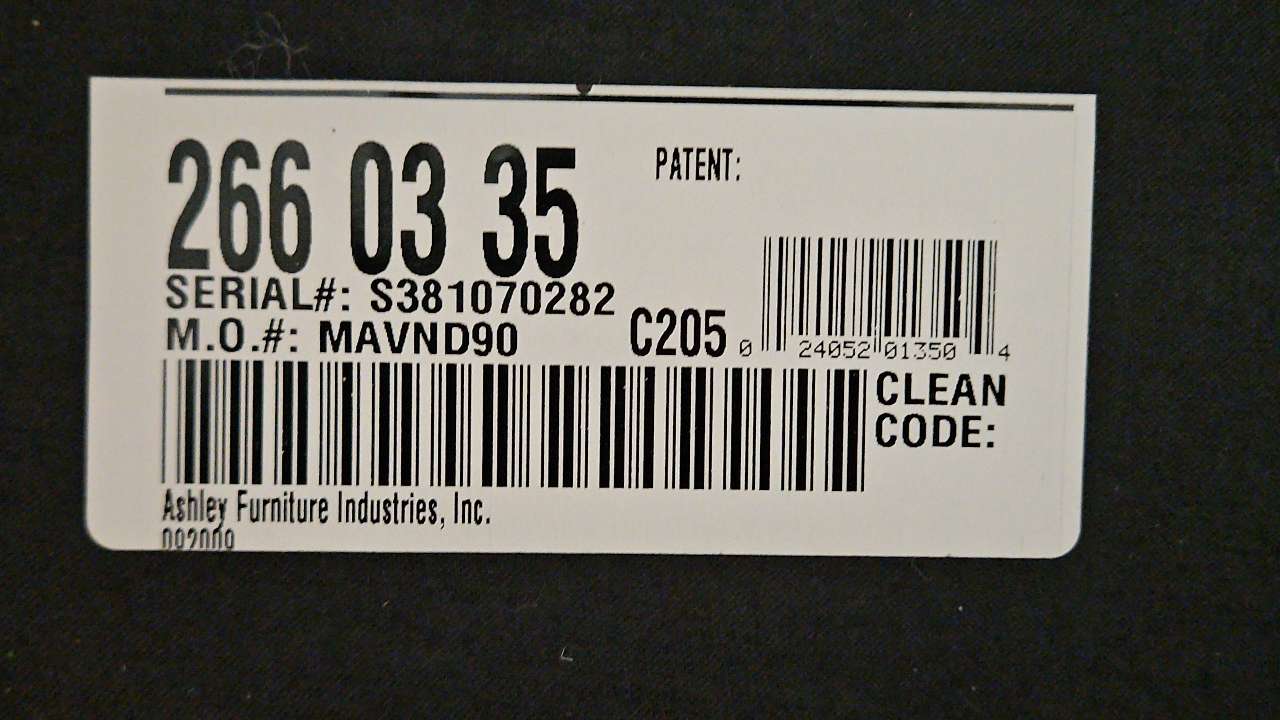 266 03 35
PATENT:
SERIAL#: S381070282
M.O.#: MAVND90
C205
0 24052 01350 4
CLEAN
CODE:
Ashley Furniture Industries, Inc.